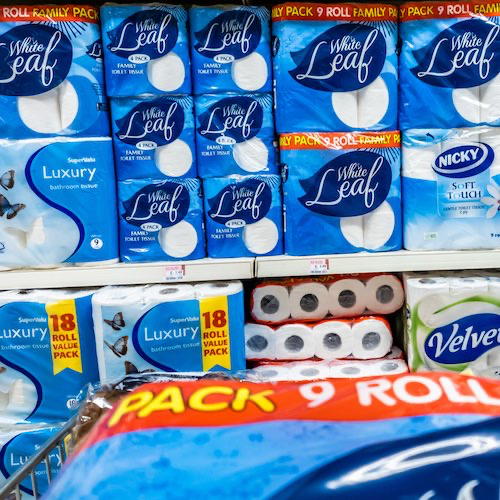 PACK 9 ROLL FAMILY PACK
White
Leaf
White
Leaf
4 PACK
FAMILY
TOILET TISSUE
White
Leaf
4 PACK
FAMILY
TOILET TISSUE
PACK 9 ROLL FAMILY PACK
White
Leaf
PACK 9 ROLL FAMILY
White
Leaf
SuperValu
Luxury
bathroom tissue
9
White
Leaf
4 PACK
FAMILY
TOILET TISSUE
White
Leaf
4 PACK
FAMILY
TOILET TISSUE
PACK 9 ROLL FAMILY
White
Leaf
NICKY
SOFT
TOUCH
White
Leaf
4 PACK
FAMILY
TOILET TISSUE
White
Leaf
4 PACK
FAMILY
TOILET TISSUE
SuperValu
Luxury
bathroom tissue
18
ROLL
VALUE
PACK
SuperValu
Luxury
bathroom tissue
18
ROLL
VALUE
PACK
Velvet
PACK 9 ROLL